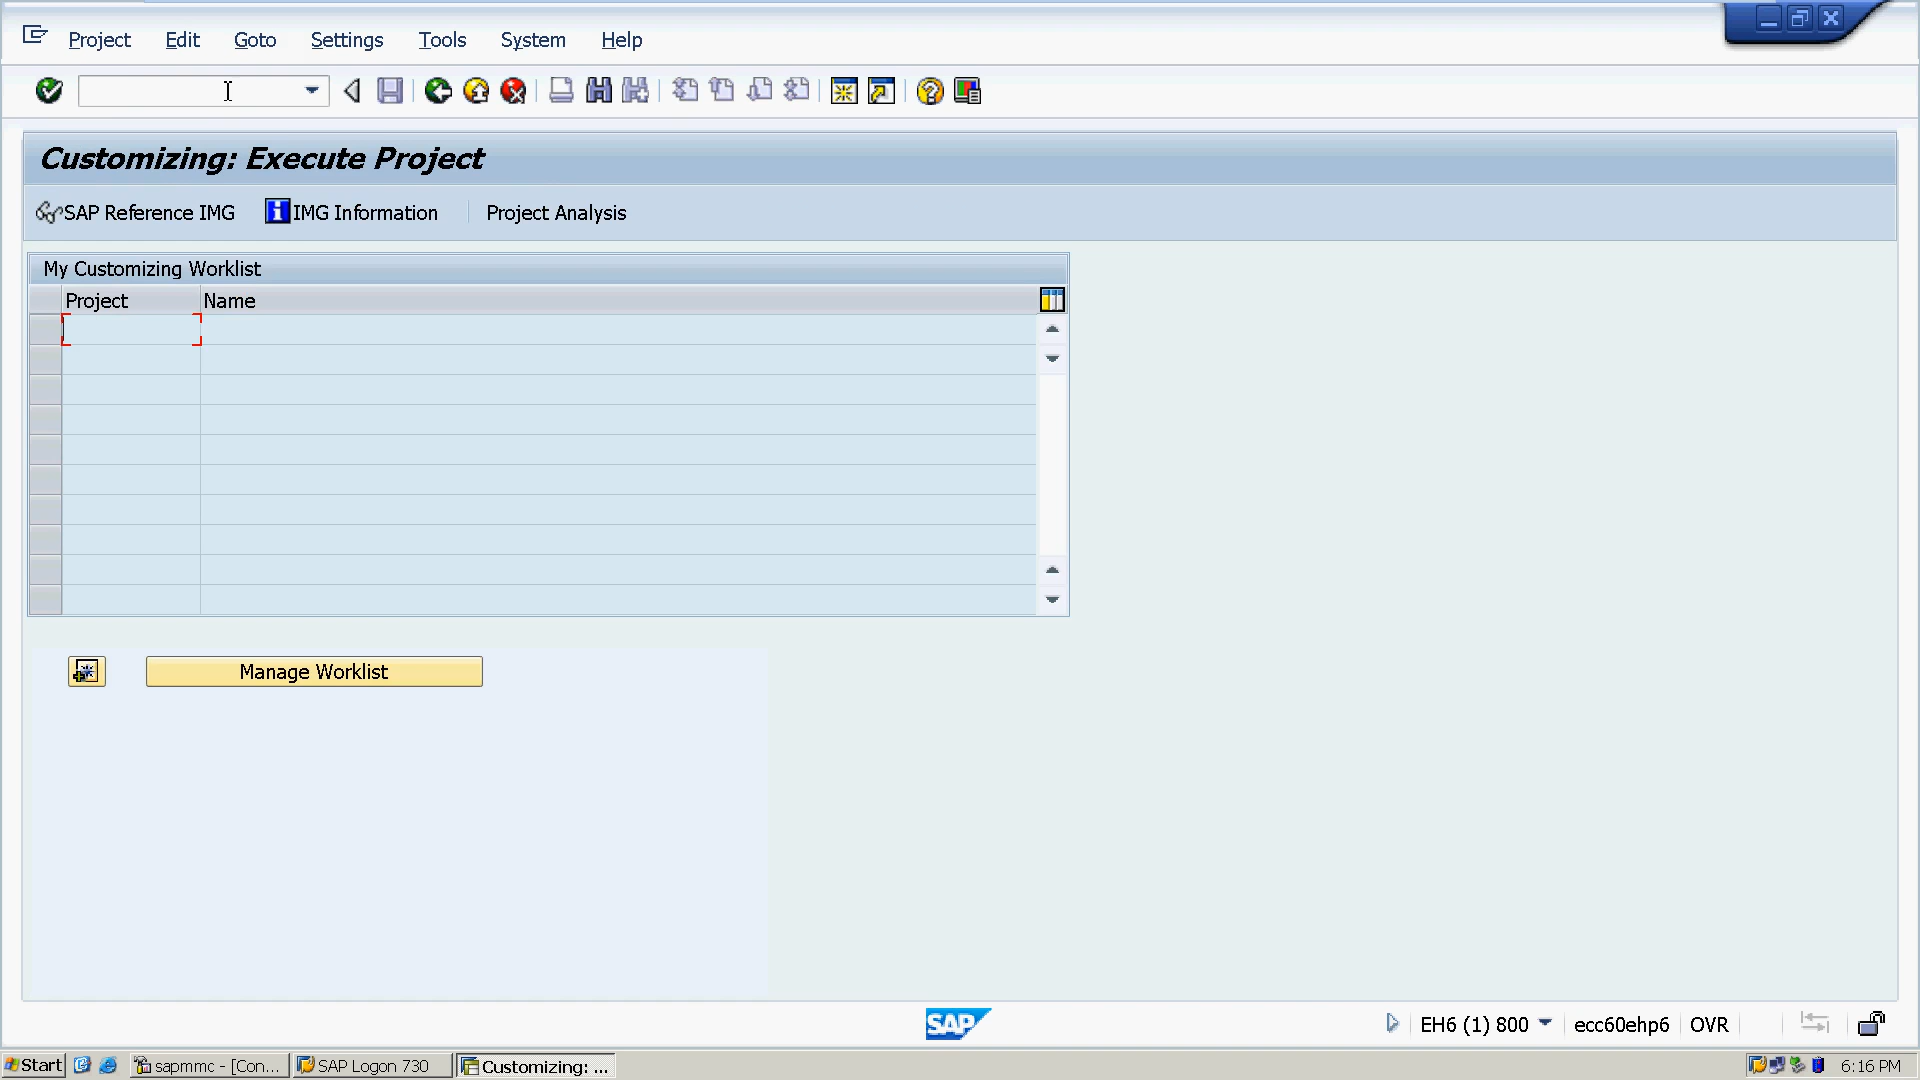 Project Edit Goto Settings Tools System Help
Customizing: Execute Project
SAP Reference IMG IMG Information Project Analysis
My Customizing Worklist
Project Name
Manage Worklist
SAP EH6 (1) 800 ecc60ehp6 OVR
Start sapmmc - [Con... SAP Logon 730 Customizing: ... 6:16 PM